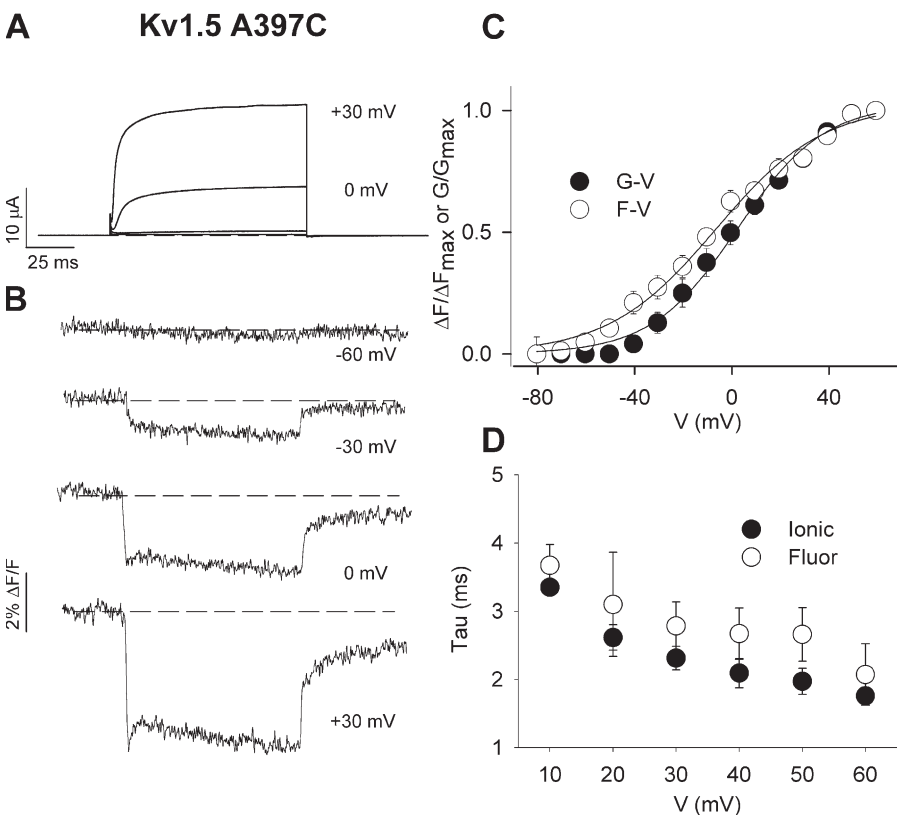 A
Kv1.5 A397C
C
+30 mV
0 mV
10 µA
25 ms
B
-60 mV
-30 mV
0 mV
+30 mV
2% ΔF/F
ΔF/ΔFmax or G/Gmax
1.0
0.5
0.0
G-V
F-V
-80 -40 0 40
V (mV)
D
Tau (ms)
5
4
3
2
1
Ionic
Fluor
10 20 30 40 50 60
V (mV)